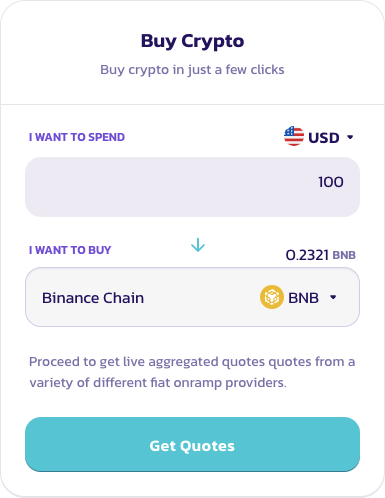 Buy Crypto
Buy crypto in just a few clicks
I WANT TO SPEND
USD
100
I WANT TO BUY
0.2321 BNB
Binance Chain
BNB
Proceed to get live aggregated quotes quotes from a
variety of different fiat onramp providers.
Get Quotes